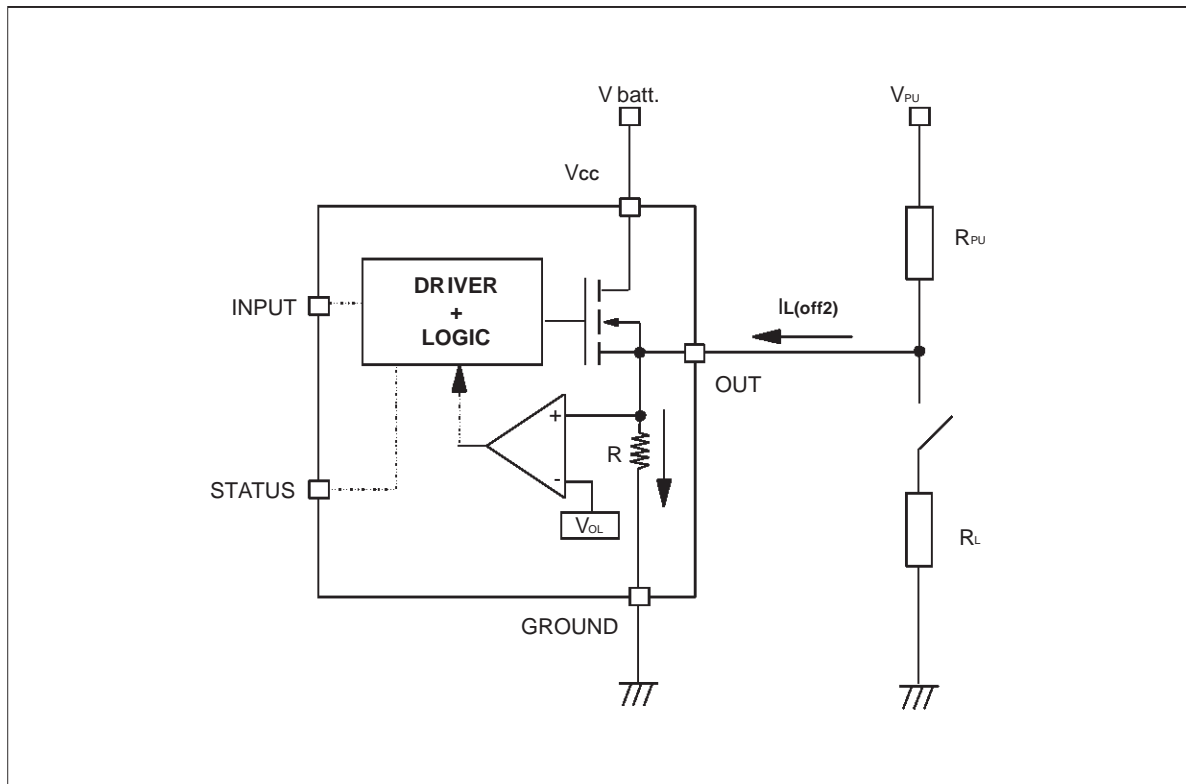 V batt.
VPU
VCC
RPU
DRIVER
+
LOGIC
INPUT
IL(off2)
OUT
+
R
-
STATUS
VOL
RL
GROUND